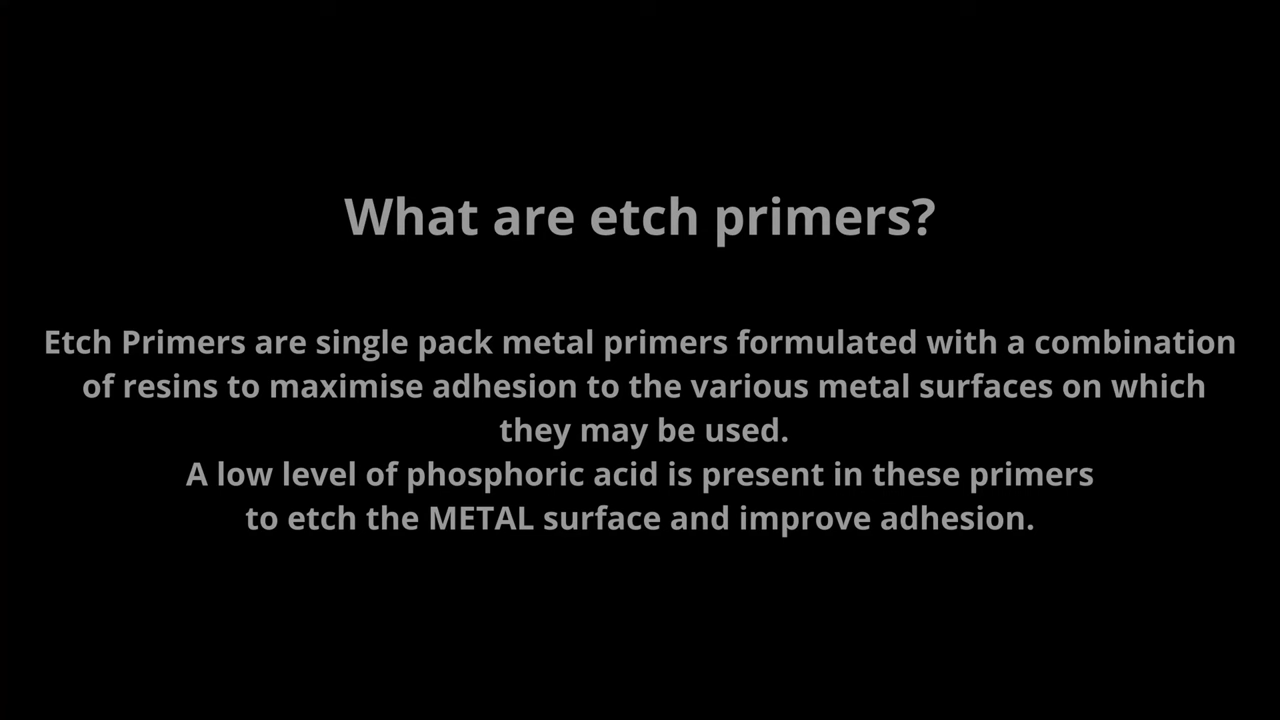 What are etch primers?
Etch Primers are single pack metal primers formulated with a combination
of resins to maximise adhesion to the various metal surfaces on which
they may be used.
A low level of phosphoric acid is present in these primers
to etch the METAL surface and improve adhesion.